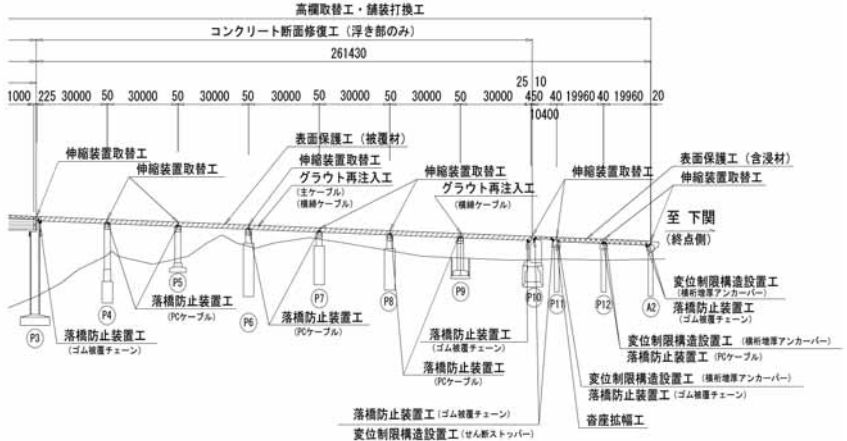 高欄取替工・舗装打換工
コンクリート断面修復工（浮き部のみ）
261430
25 10
1000 225 30000 50 30000 50 30000 50 30000 50 30000 50 30000 50 30000 450 40 19960 40 19960 20
10400
表面保護工（被覆材）
伸縮装置取替工
伸縮装置取替工
伸縮装置取替工
グラウト再注入工
（主ケーブル）
（横締ケーブル）
伸縮装置取替工
グラウト再注入工
（横締ケーブル）
伸縮装置取替工
表面保護工（含浸材）
伸縮装置取替工
至 下関
（終点側）
P3
P4
P5
P6
P7
P8
P9
P10
P11
P12
A2
落橋防止装置工
（ゴム被覆チェーン）
落橋防止装置工
（PCケーブル）
落橋防止装置工
（PCケーブル）
落橋防止装置工
（ゴム被覆チェーン）
落橋防止装置工
（PCケーブル）
変位制限構造設置工
（横桁増厚アンカーバー）
落橋防止装置工
（ゴム被覆チェーン）
変位制限構造設置工（横桁増厚アンカーバー）
落橋防止装置工（PCケーブル）
変位制限構造設置工（横桁増厚アンカーバー）
落橋防止装置工（ゴム被覆チェーン）
落橋防止装置工（ゴム被覆チェーン）
変位制限構造設置工（せん断ストッパー）
沓座拡幅工